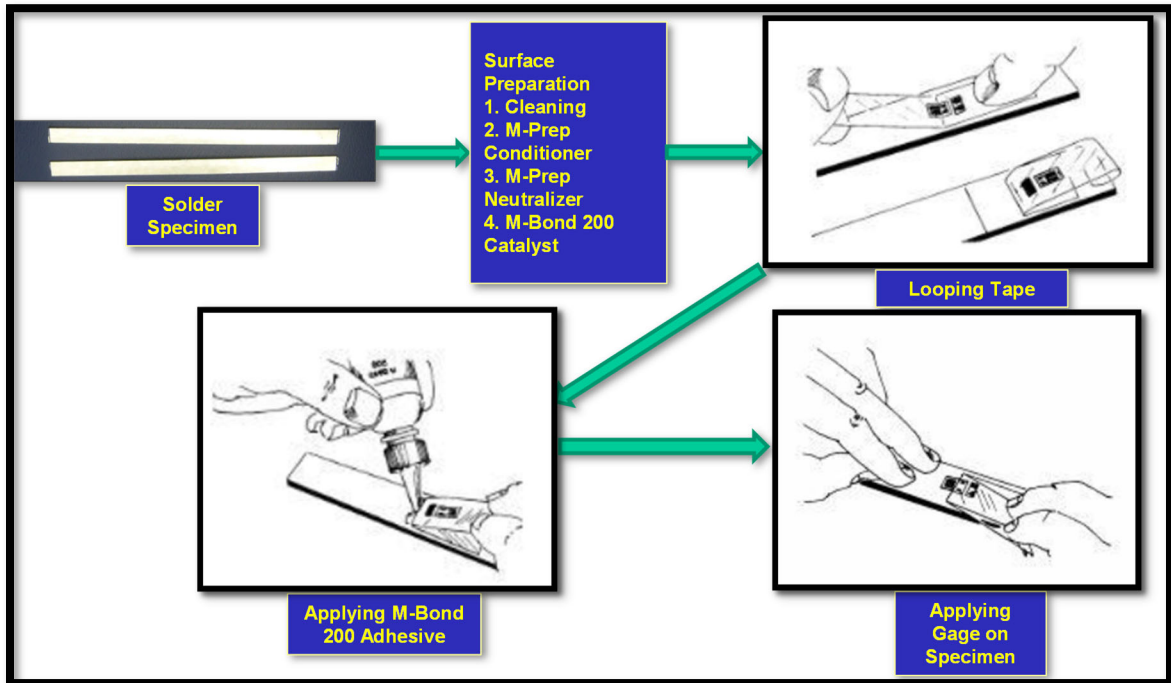 Solder
Specimen
Surface
Preparation
1. Cleaning
2. M-Prep
Conditioner
3. M-Prep
Neutralizer
4. M-Bond 200
Catalyst
Looping Tape
Applying M-Bond
200 Adhesive
Applying
Gage on
Specimen